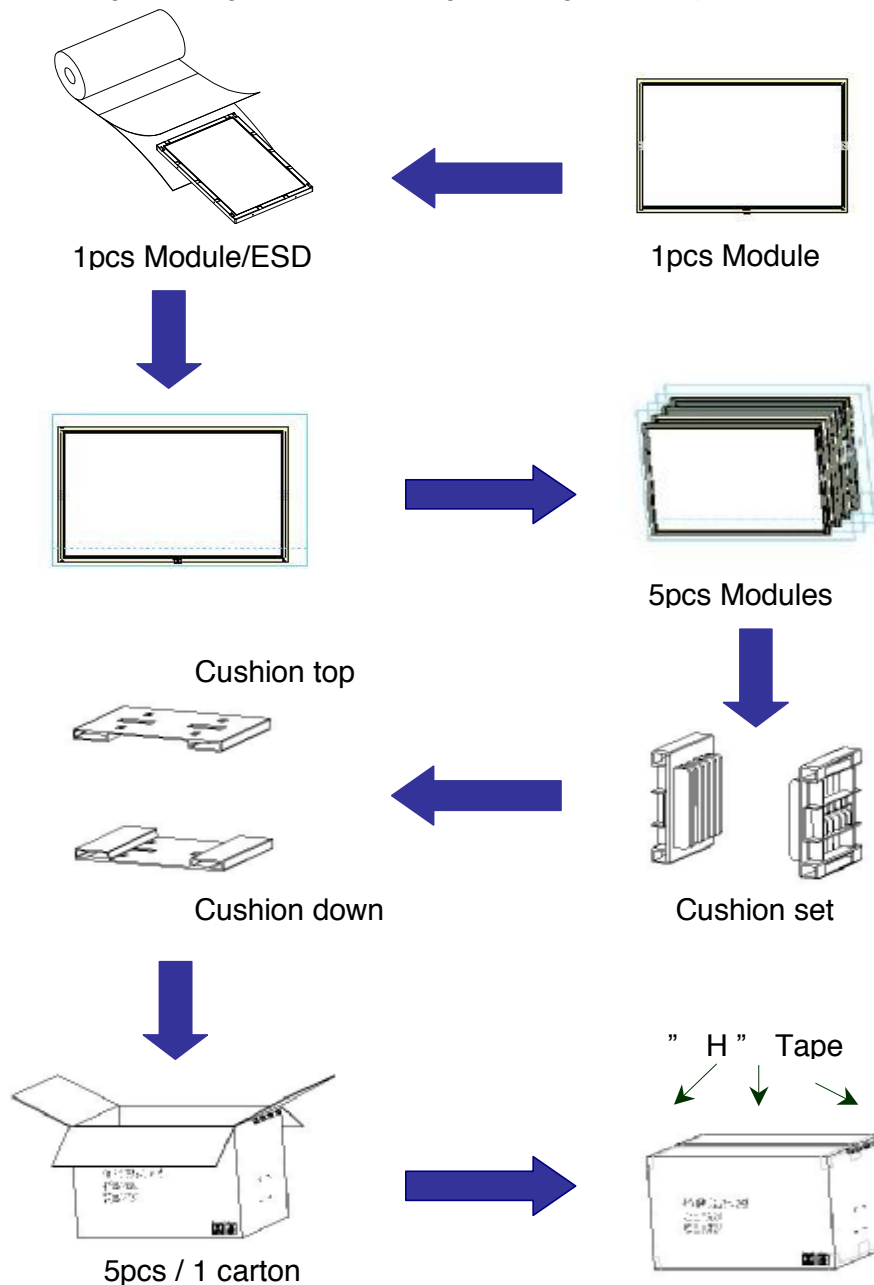 1pcs Module/ESD
1pcs Module
5pcs Modules
Cushion top
Cushion down
Cushion set
” H ” Tape
5pcs / 1 carton